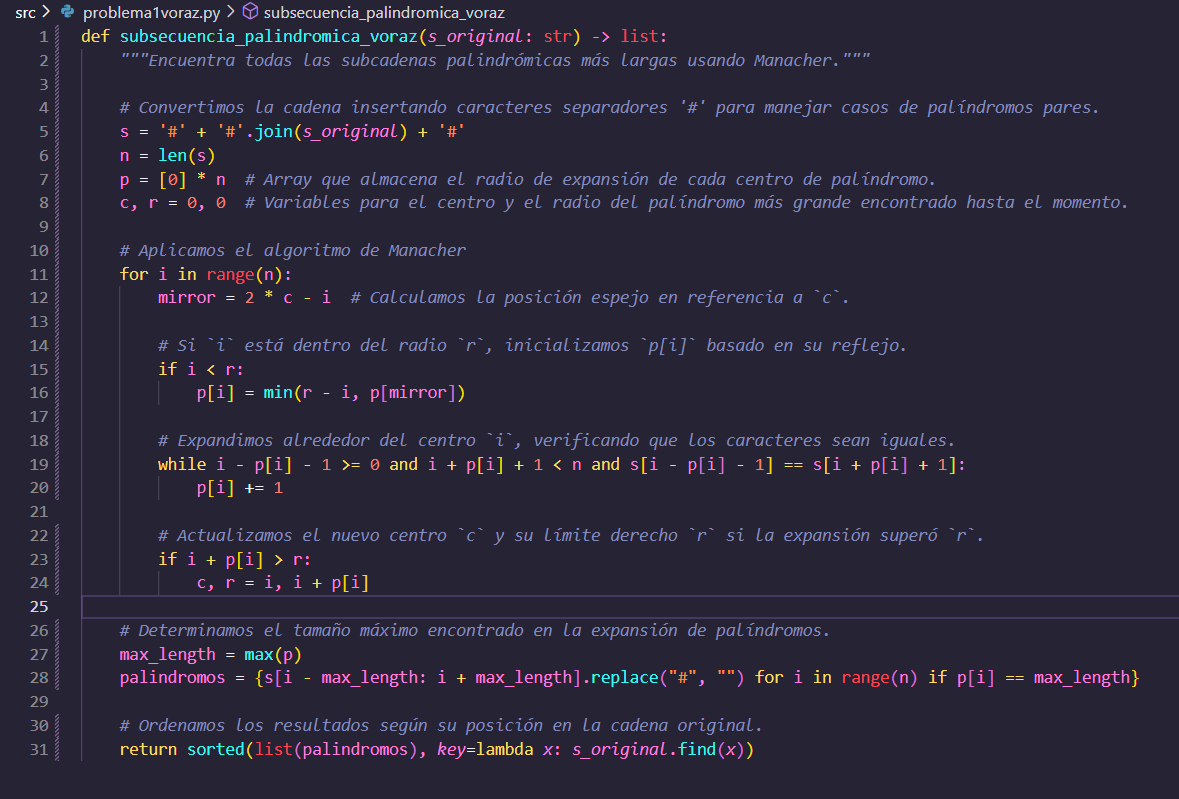 src > problema1voraz.py > subsecuencia_palindromica_voraz
1 def subsecuencia_palindromica_voraz(s_original: str) -> list:
2     """Encuentra todas las subcadenas palindrómicas más largas usando Manacher."""
3
4     # Convertimos la cadena insertando caracteres separadores '#' para manejar casos de palíndromos pares.
5     s = '#' + '#'.join(s_original) + '#'
6     n = len(s)
7     p = [0] * n  # Array que almacena el radio de expansión de cada centro de palíndromo.
8     c, r = 0, 0  # Variables para el centro y el radio del palíndromo más grande encontrado hasta el momento.
9
10     # Aplicamos el algoritmo de Manacher
11     for i in range(n):
12         mirror = 2 * c - i  # Calculamos la posición espejo en referencia a `c`.
13
14         # Si `i` está dentro del radio `r`, inicializamos `p[i]` basado en su reflejo.
15         if i < r:
16             p[i] = min(r - i, p[mirror])
17
18         # Expandimos alrededor del centro `i`, verificando que los caracteres sean iguales.
19         while i - p[i] - 1 >= 0 and i + p[i] + 1 < n and s[i - p[i] - 1] == s[i + p[i] + 1]:
20             p[i] += 1
21
22         # Actualizamos el nuevo centro `c` y su límite derecho `r` si la expansión superó `r`.
23         if i + p[i] > r:
24             c, r = i, i + p[i]
25
26     # Determinamos el tamaño máximo encontrado en la expansión de palíndromos.
27     max_length = max(p)
28     palindromos = {s[i - max_length: i + max_length].replace("#", "") for i in range(n) if p[i] == max_length}
29
30     # Ordenamos los resultados según su posición en la cadena original.
31     return sorted(list(palindromos), key=lambda x: s_original.find(x))